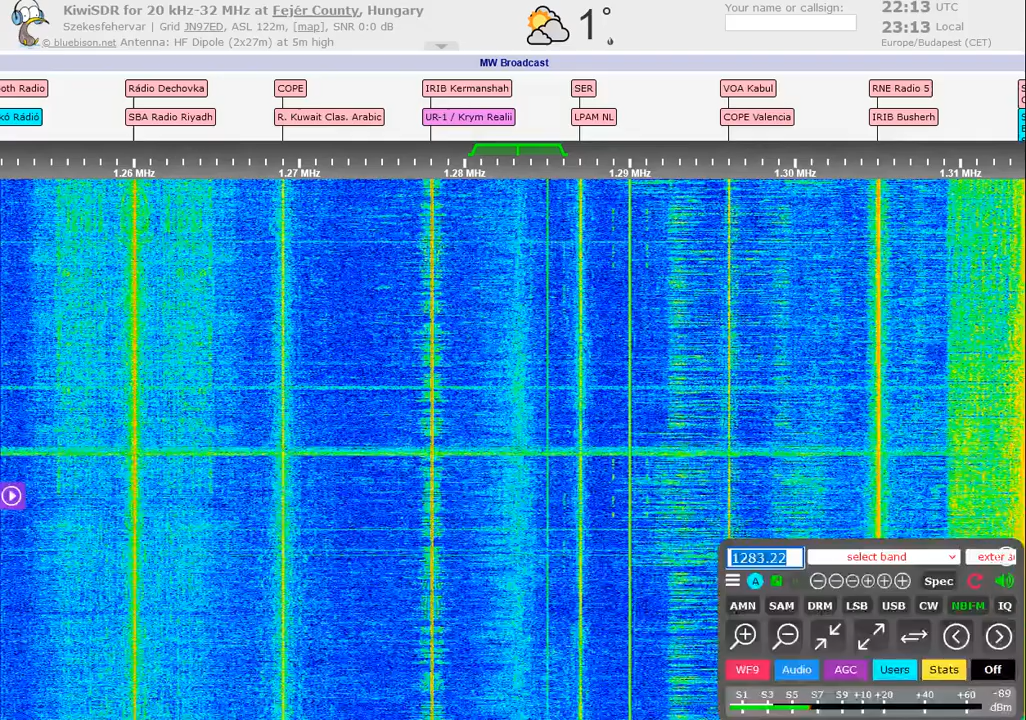 KiwiSDR for 20 kHz-32 MHz at Fejér County, Hungary
Szekesfehervar | Grid JN97ED, ASL 122m, [map], SNR 0:0 dB
© bluebison.net Antenna: HF Dipole (2x27m) at 5m high
1°
Your name or callsign:
22:13 UTC
23:13 Local
Europe/Budapest (CET)
MW Broadcast
oth Radio
Rádio Dechovka
COPE
IRIB Kermanshah
SER
VOA Kabul
RNE Radio 5
kó Rádió
SBA Radio Riyadh
R. Kuwait Clas. Arabic
UR-1 / Krym Realii
LPAM NL
COPE Valencia
IRIB Busherh
1.26 MHz
1.27 MHz
1.28 MHz
1.29 MHz
1.30 MHz
1.31 MHz
1283.22
select band
A
Spec
AMN SAM DRM LSB USB CW NBFM IQ
WF9 Audio AGC Users Stats Off
S1 S3 S5 S7 S9 +10 +20 +40 +60 -89
dBm